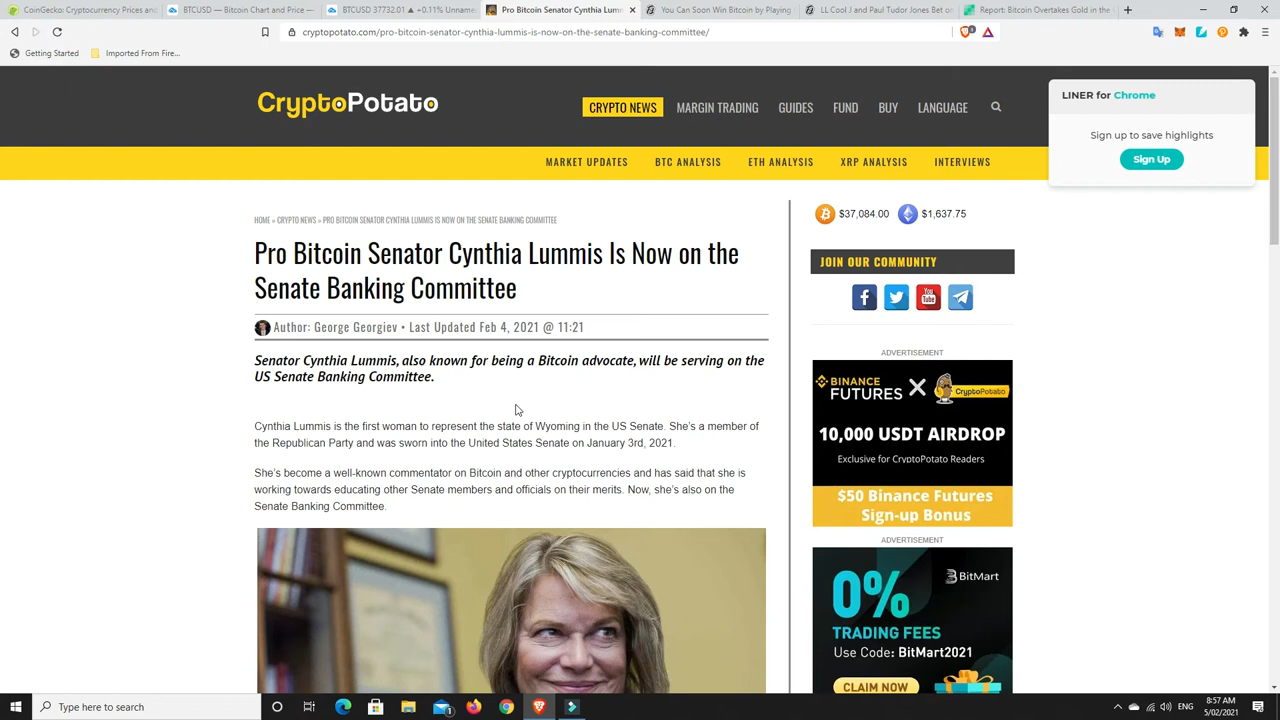 CoinGecko: Cryptocurrency Prices and
BTCUSD — Bitcoin Chart and Price —
BTCUSD 37732.01 ▲ +0.11% Unname
Pro Bitcoin Senator Cynthia Lumm
You Can Soon Win Bitcoin by Playing
LL Cool J and Paul Tudor Jones Bet on
Report: Bitcoin Overtakes Gold in the
cryptopotato.com/pro-bitcoin-senator-cynthia-lummis-is-now-on-the-senate-banking-committee/
Getting Started
Imported From Fire...
CryptoPotato
CRYPTO NEWS
MARGIN TRADING
GUIDES
FUND
BUY
LANGUAGE
LINER for Chrome
Sign up to save highlights
Sign Up
MARKET UPDATES
BTC ANALYSIS
ETH ANALYSIS
XRP ANALYSIS
INTERVIEWS
HOME » CRYPTO NEWS » PRO BITCOIN SENATOR CYNTHIA LUMMIS IS NOW ON THE SENATE BANKING COMMITTEE
Pro Bitcoin Senator Cynthia Lummis Is Now on the
Senate Banking Committee
Author: George Georgiev • Last Updated Feb 4, 2021 @ 11:21
Senator Cynthia Lummis, also known for being a Bitcoin advocate, will be serving on the
US Senate Banking Committee.
Cynthia Lummis is the first woman to represent the state of Wyoming in the US Senate. She's a member of
the Republican Party and was sworn into the United States Senate on January 3rd, 2021.
She's become a well-known commentator on Bitcoin and other cryptocurrencies and has said that she is
working towards educating other Senate members and officials on their merits. Now, she's also on the
Senate Banking Committee.
$37,084.00
$1,637.75
JOIN OUR COMMUNITY
You Tube
ADVERTISEMENT
BINANCE
FUTURES
CryptoPotato
10,000 USDT AIRDROP
Exclusive for CryptoPotato Readers
$50 Binance Futures
Sign-up Bonus
ADVERTISEMENT
BitMart
0%
TRADING FEES
Use Code: BitMart2021
CLAIM NOW
Type here to search
ENG
8:57 AM
5/02/2021